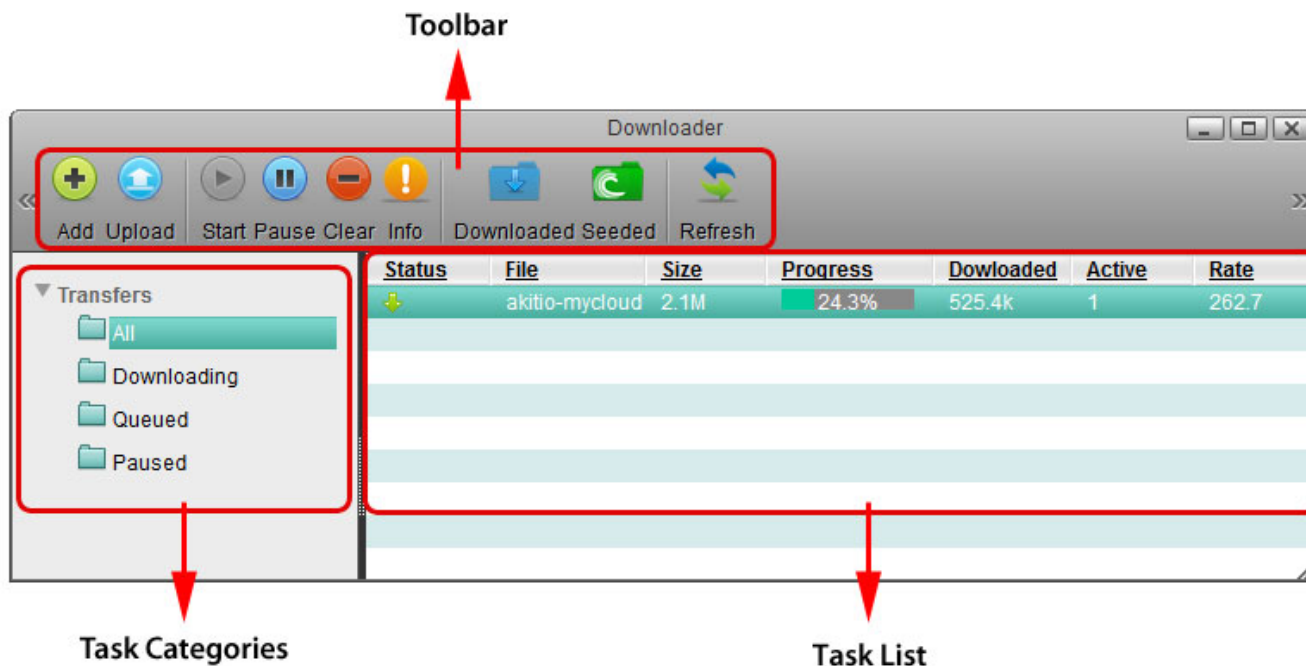 Toolbar
Downloader
Add Upload Start Pause Clear Info Downloaded Seeded Refresh
Status File Size Progress Dowloaded Active Rate
Transfers
akitio-mycloud 2.1M 24.3% 525.4k 1 262.7
All
Downloading
Queued
Paused
Task Categories
Task List